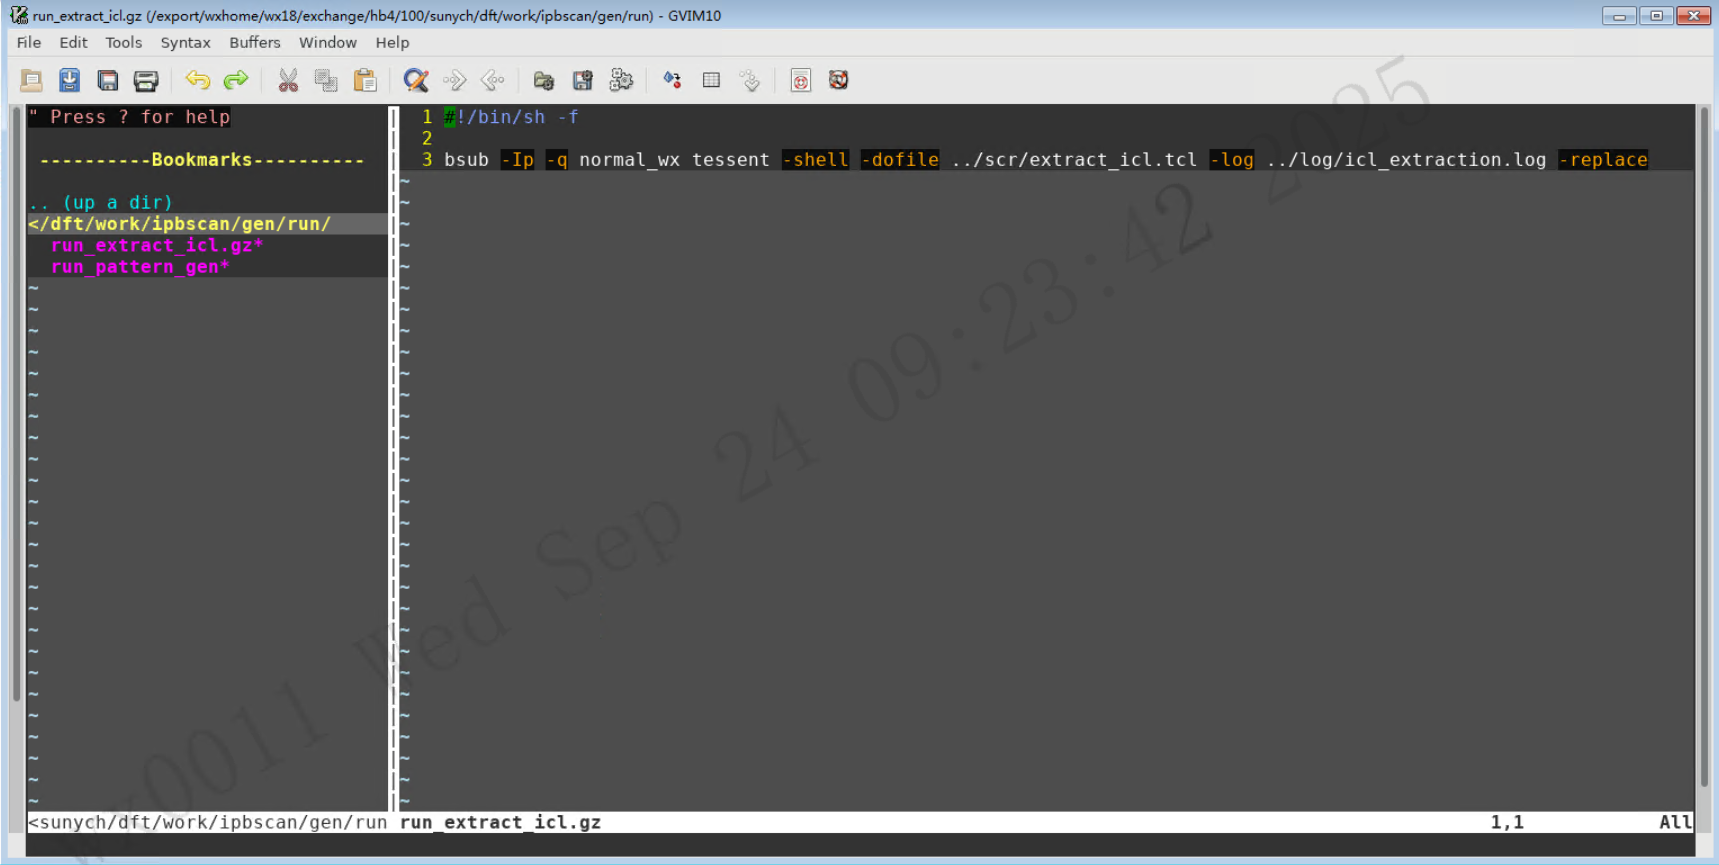 run_extract_icl.gz (/export/wxhome/wx18/exchange/hb4/100/sunych/dft/work/ipbscan/gen/run) - GVIM10
File Edit Tools Syntax Buffers Window Help
" Press ? for help
----------Bookmarks----------
.. (up a dir)
</dft/work/ipbscan/gen/run/
run_extract_icl.gz*
run_pattern_gen*
1 #!/bin/sh -f
2
3 bsub -Ip -q normal_wx tessent -shell -dofile ../scr/extract_icl.tcl -log ../log/icl_extraction.log -replace
<sunych/dft/work/ipbscan/gen/run run_extract_icl.gz 1,1 All
wx0011 Wed Sep 24 09:23:42 2025